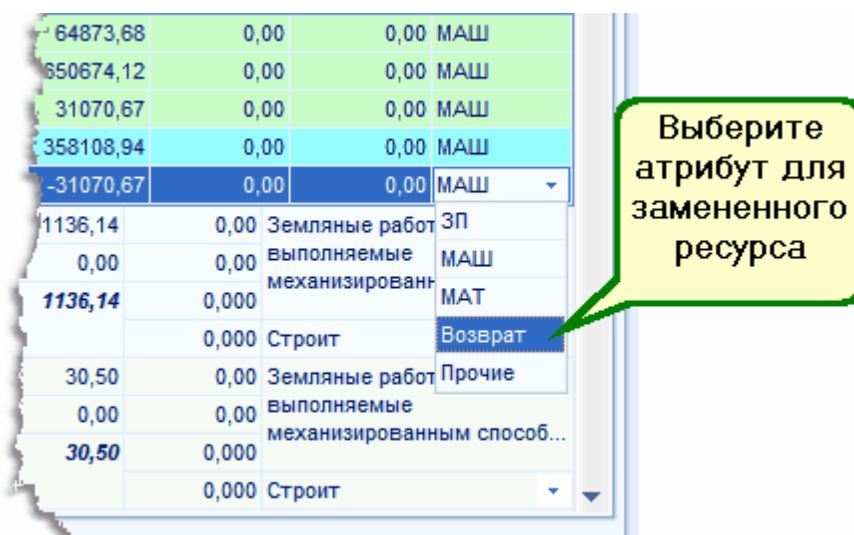 64873,68 0,00 0,00 МАШ
650674,12 0,00 0,00 МАШ
31070,67 0,00 0,00 МАШ
358108,94 0,00 0,00 МАШ
-31070,67 0,00 0,00 МАШ
ЗП
МАШ
МАТ
Возврат
Прочие
1136,14 0,00 Земляные работ
0,00 0,00 выполняемые
механизированн
1136,14 0,000
0,000 Строит
30,50 0,00 Земляные работ
0,00 0,00 выполняемые
механизированным способ...
30,50 0,000
0,000 Строит
Выберите
атрибут для
замененного
ресурса